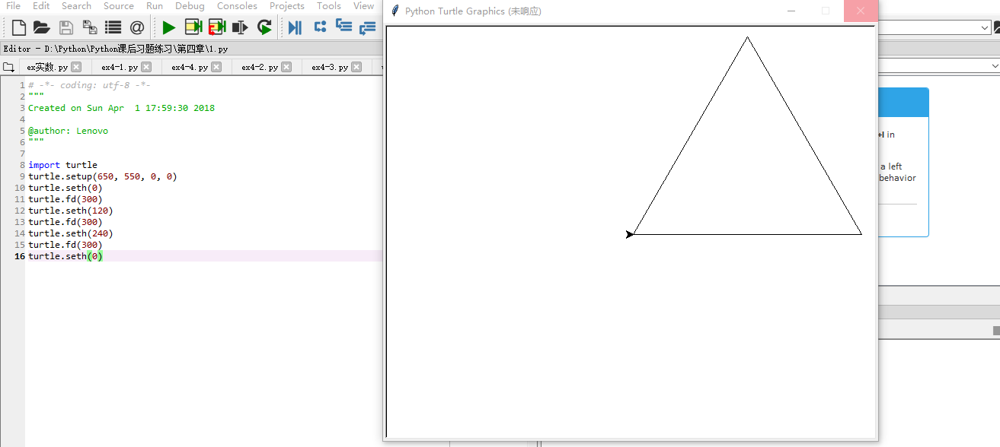 File Edit Search Source Run Debug Consoles Projects Tools View
Python Turtle Graphics (未响应)
Editor - D:\Python\Python课后习题练习\第四章\1.py
ex实数.py ex4-1.py ex4-4.py ex4-2.py ex4-3.py
1 # -*- coding: utf-8 -*-
2 """
3 Created on Sun Apr  1 17:59:30 2018
4
5 @author: Lenovo
6 """
7
8 import turtle
9 turtle.setup(650, 550, 0, 0)
10 turtle.seth(0)
11 turtle.fd(300)
12 turtle.seth(120)
13 turtle.fd(300)
14 turtle.seth(240)
15 turtle.fd(300)
16 turtle.seth(0)
+I in
a left
behavior